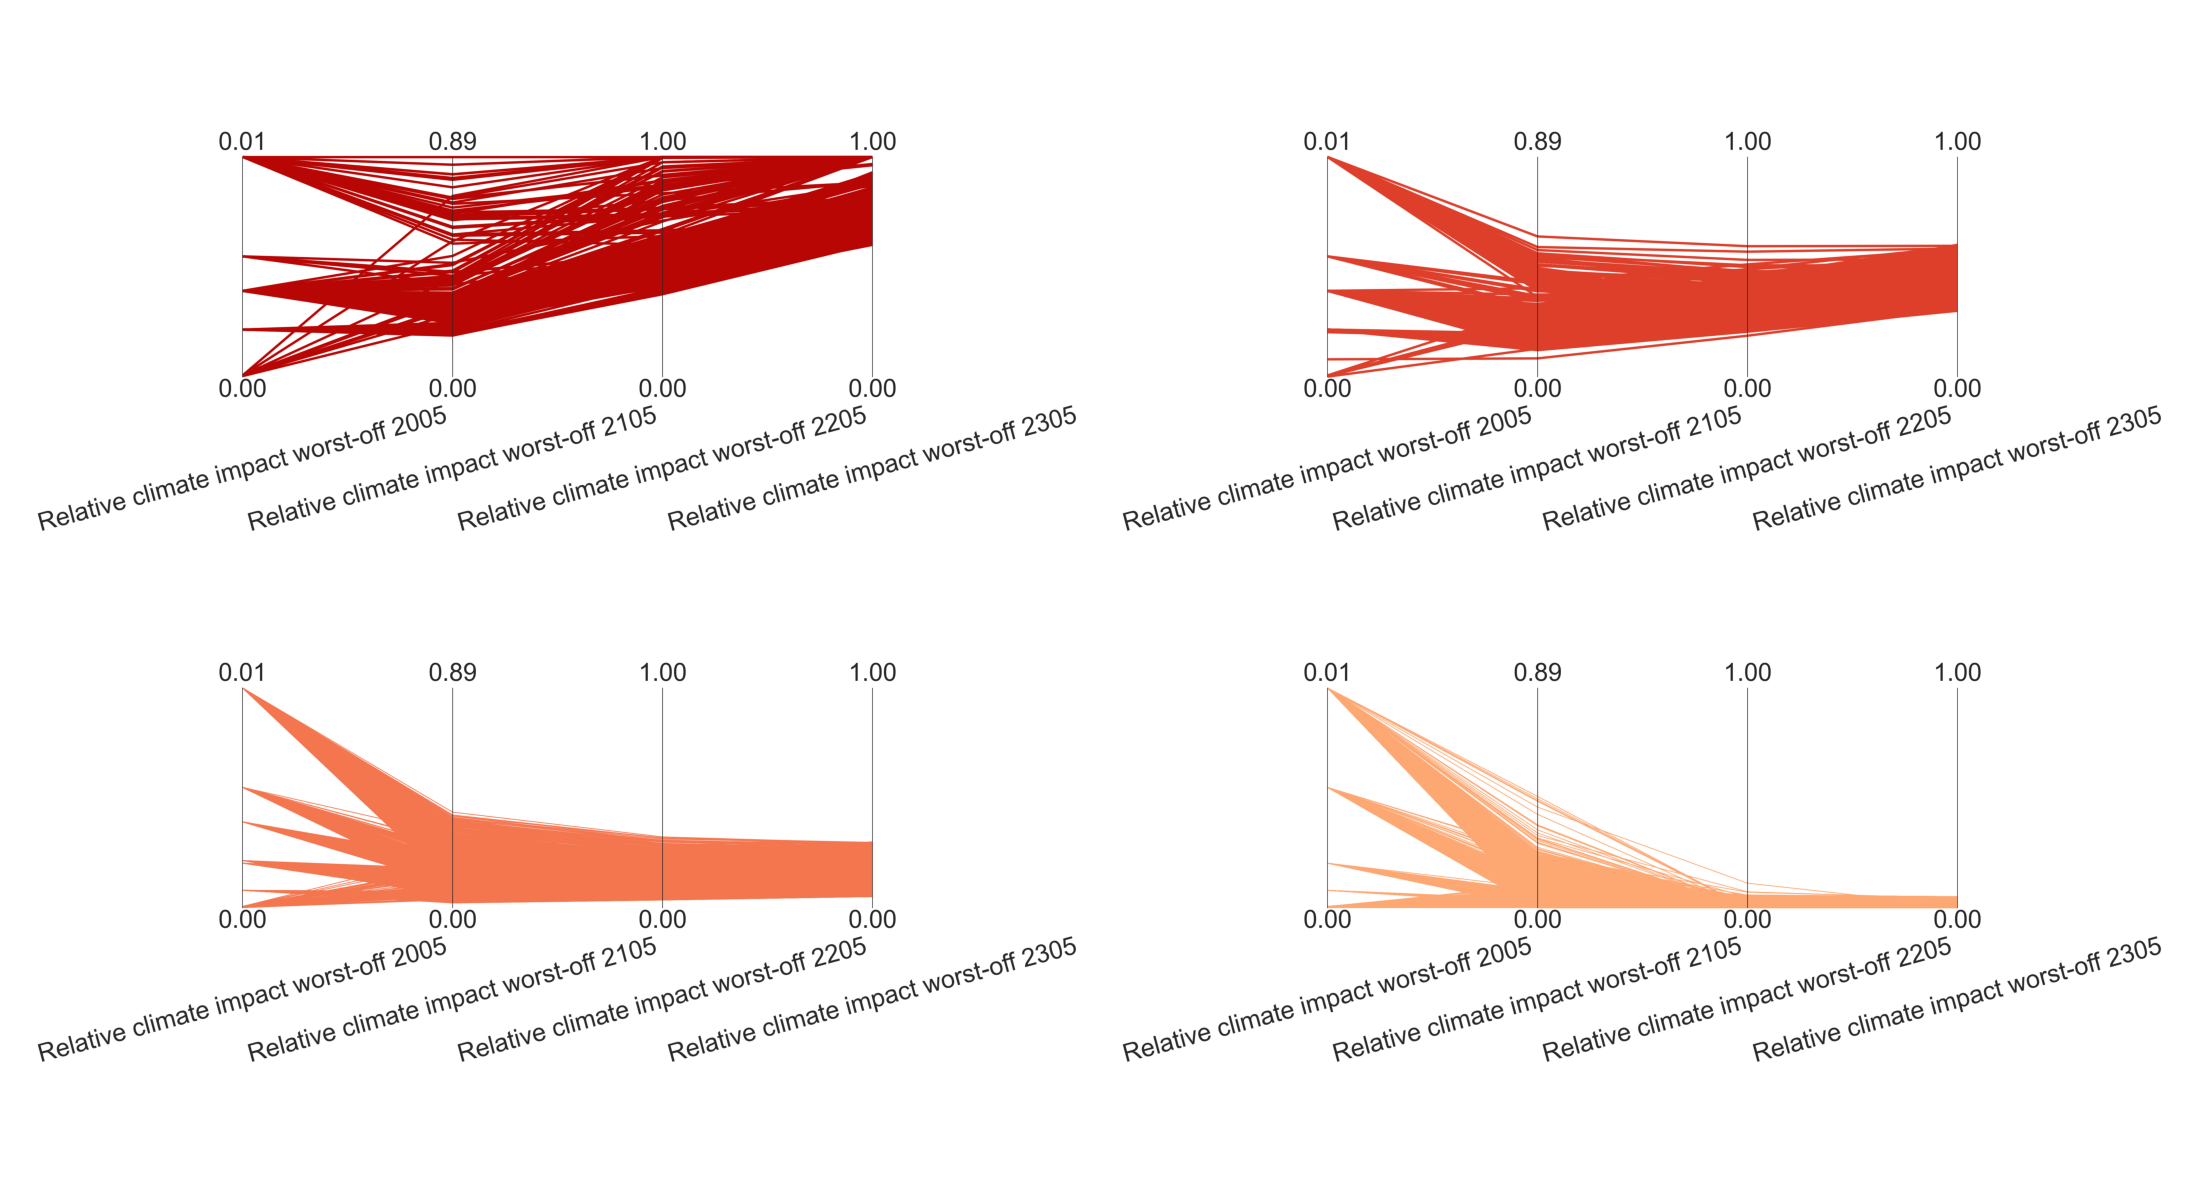 0.01 0.89 1.00 1.00
0.00 0.00 0.00 0.00
Relative climate impact worst-off 2005
Relative climate impact worst-off 2105
Relative climate impact worst-off 2205
Relative climate impact worst-off 2305
0.01 0.89 1.00 1.00
0.00 0.00 0.00 0.00
Relative climate impact worst-off 2005
Relative climate impact worst-off 2105
Relative climate impact worst-off 2205
Relative climate impact worst-off 2305
0.01 0.89 1.00 1.00
0.00 0.00 0.00 0.00
Relative climate impact worst-off 2005
Relative climate impact worst-off 2105
Relative climate impact worst-off 2205
Relative climate impact worst-off 2305
0.01 0.89 1.00 1.00
0.00 0.00 0.00 0.00
Relative climate impact worst-off 2005
Relative climate impact worst-off 2105
Relative climate impact worst-off 2205
Relative climate impact worst-off 2305